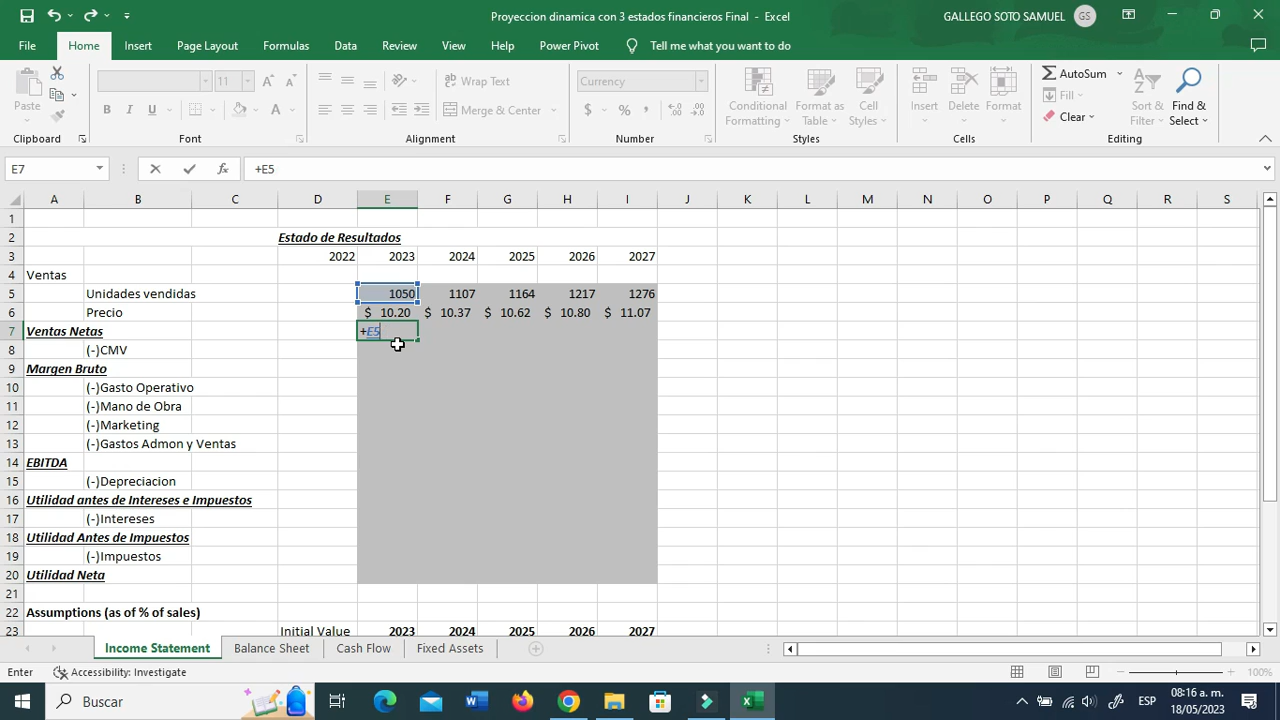 Proyeccion dinamica con 3 estados financieros Final - Excel
GALLEGO SOTO SAMUEL GS
File Home Insert Page Layout Formulas Data Review View Help Power Pivot Tell me what you want to do
11 A A Wrap Text Currency AutoSum
Paste Conditional Format as Cell Insert Delete Format Fill Sort & Find &
B I U A Merge & Center $ % , Formatting Table Styles Clear Filter Select
Clipboard Font Alignment Number Styles Cells Editing
E7 fx +E5
A B C D E F G H I J K L M N O P Q R S
1
2 Estado de Resultados
3 2022 2023 2024 2025 2026 2027
4 Ventas
5 Unidades vendidas 1050 1107 1164 1217 1276
6 Precio $ 10.20 $ 10.37 $ 10.62 $ 10.80 $ 11.07
7 Ventas Netas +E5
8 (-)CMV
9 Margen Bruto
10 (-)Gasto Operativo
11 (-)Mano de Obra
12 (-)Marketing
13 (-)Gastos Admon y Ventas
14 EBITDA
15 (-)Depreciacion
16 Utilidad antes de Intereses e Impuestos
17 (-)Intereses
18 Utilidad Antes de Impuestos
19 (-)Impuestos
20 Utilidad Neta
21
22 Assumptions (as of % of sales)
23 Initial Value 2023 2024 2025 2026 2027
Income Statement Balance Sheet Cash Flow Fixed Assets
Enter Accessibility: Investigate 100%
Buscar ESP 08:16 a. m.
18/05/2023